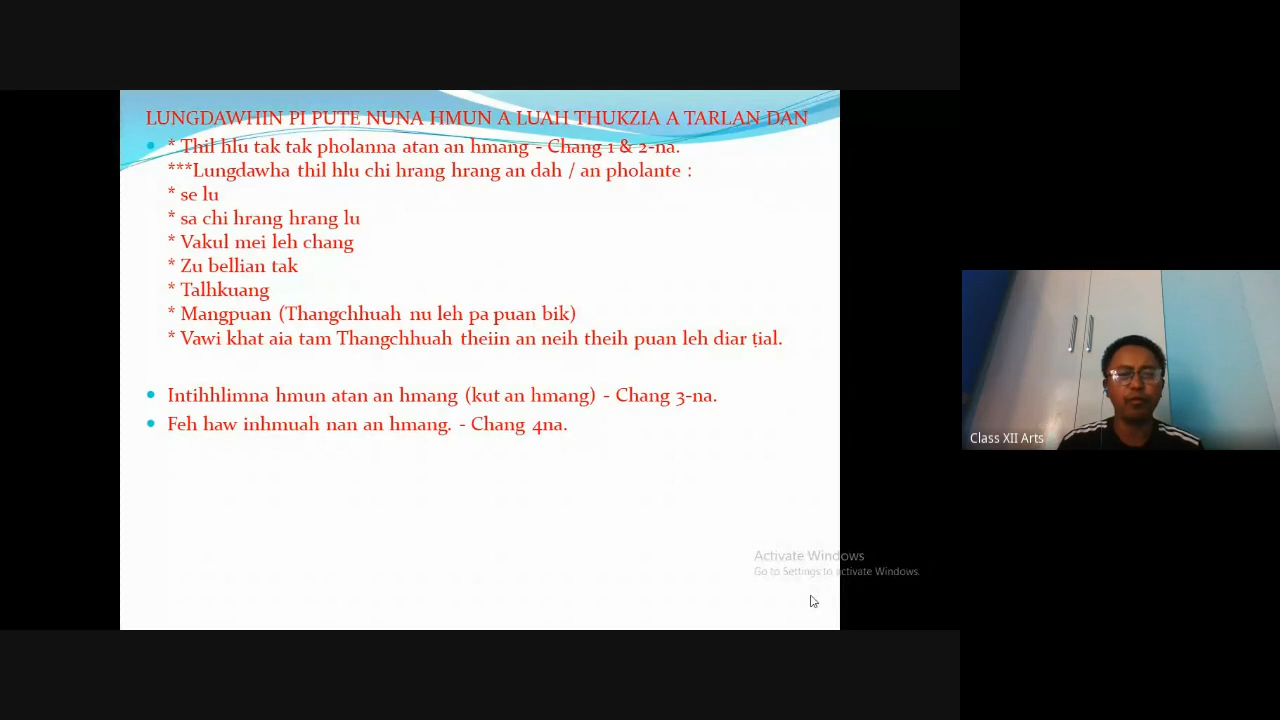 LUNGDAWHIN PI PUTE NUNA HMUN A LUAH THUKZIA A TARLAN DAN
* Thil hlu tak tak pholanna atan an hmang - Chang 1 & 2-na.
***Lungdawha thil hlu chi hrang hrang an dah / an pholante :
* se lu
* sa chi hrang hrang lu
* Vakul mei leh chang
* Zu bellian tak
* Talhkuang
* Mangpuan (Thangchhuah nu leh pa puan bik)
* Vawi khat aia tam Thangchhuah theiin an neih theih puan leh diar ṭial.
Intihhlimna hmun atan an hmang (kut an hmang) - Chang 3-na.
Feh haw inhmuah nan an hmang. - Chang 4na.
Activate Windows
Go to Settings to activate Windows.
Class XII Arts